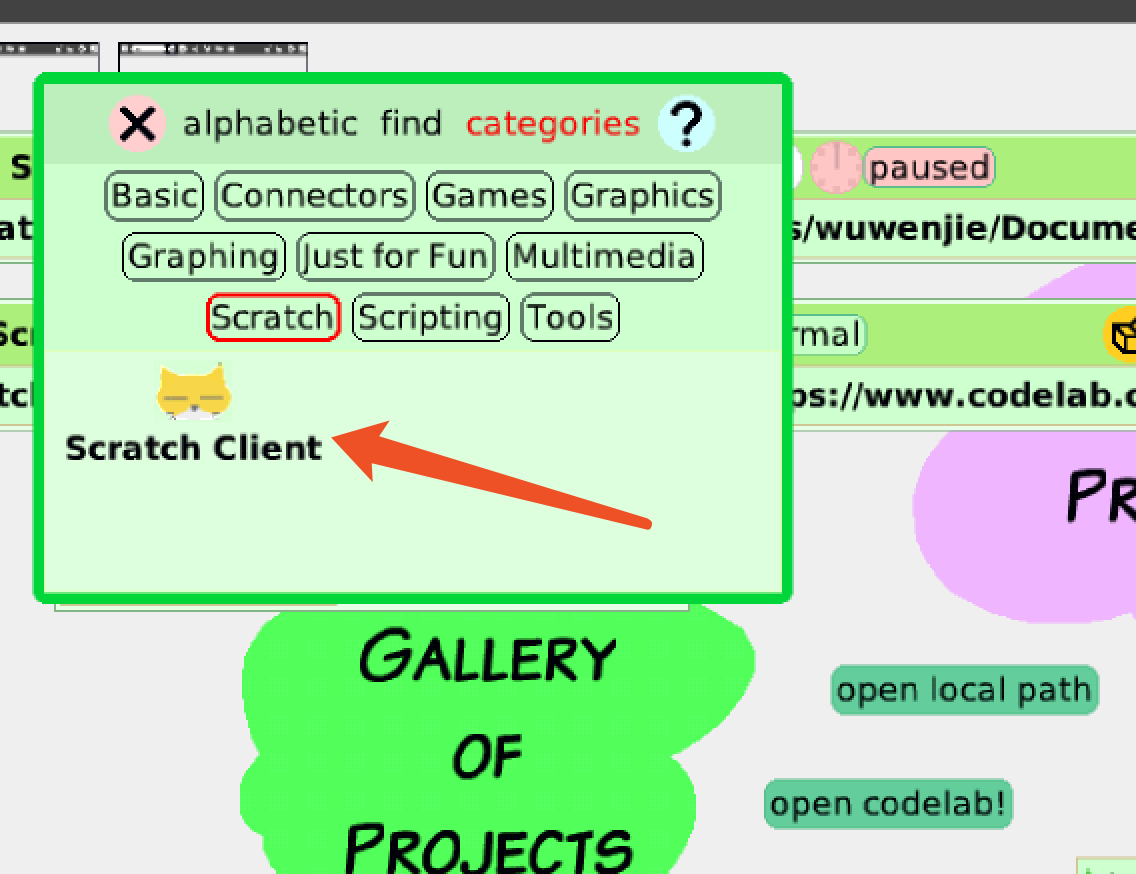 alphabetic find categories ?
paused
Basic Connectors Games Graphics
s/wuwenjie/Docume
Graphing Just for Fun Multimedia
Scratch Scripting Tools
rmal
ps://www.codelab.c
Scratch Client
PR
GALLERY
OF
PROJECTS
open local path
open codelab!